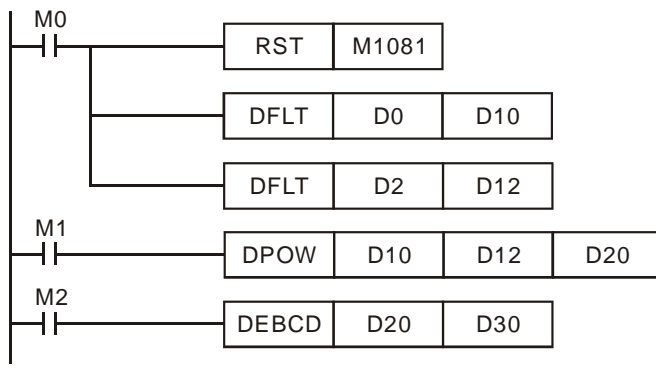 M0
RST M1081
DFLT D0 D10
DFLT D2 D12
M1
DPOW D10 D12 D20
M2
DEBCD D20 D30